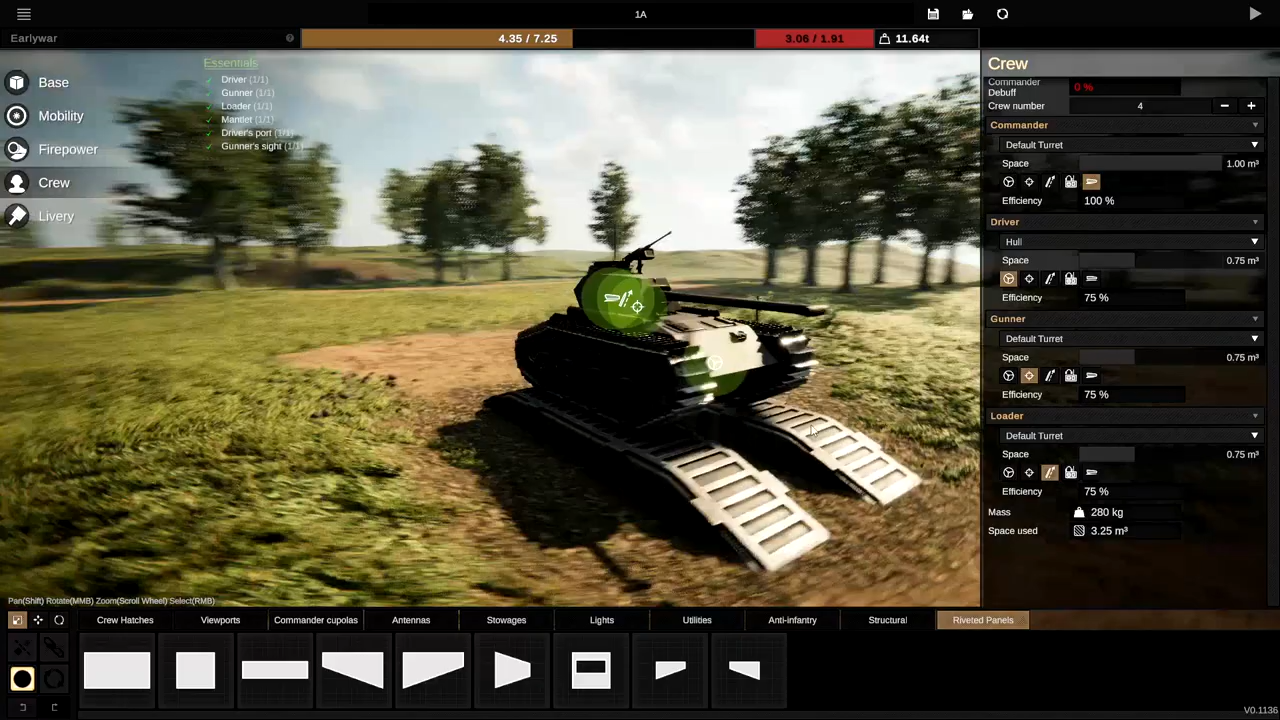 1A
Earlywar
4.35 / 7.25
3.06 / 1.91
11.64t
Essentials
Driver (1/1)
Gunner (1/1)
Loader (1/1)
Mantlet (1/1)
Driver's port (1/1)
Gunner's sight (1/1)
Base
Mobility
Firepower
Crew
Livery
Crew
Commander Debuff
0 %
Crew number
4
Commander
Default Turret
Space
1.00 m³
Efficiency
100 %
Driver
Hull
Space
0.75 m³
Efficiency
75 %
Gunner
Default Turret
Space
0.75 m³
Efficiency
75 %
Loader
Default Turret
Space
0.75 m³
Efficiency
75 %
Mass
280 kg
Space used
3.25 m³
Pan(Shift) Rotate(MMB) Zoom(Scroll Wheel) Select(RMB)
Crew Hatches
Viewports
Commander cupolas
Antennas
Stowages
Lights
Utilities
Anti-infantry
Structural
Riveted Panels
V0.1136